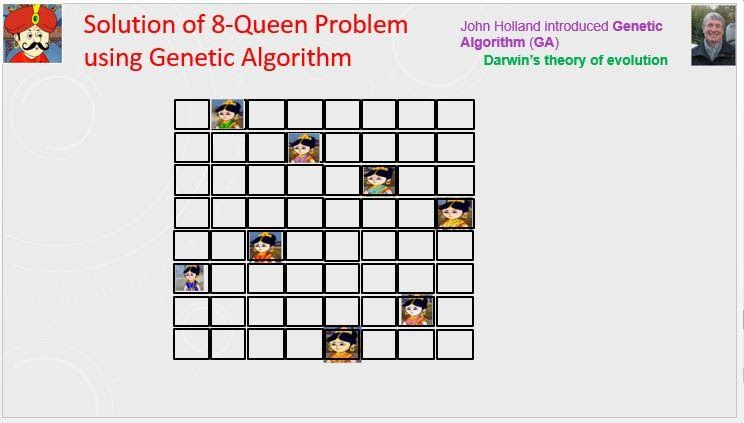 Solution of 8-Queen Problem
using Genetic Algorithm
John Holland introduced Genetic
Algorithm (GA)
Darwin's theory of evolution